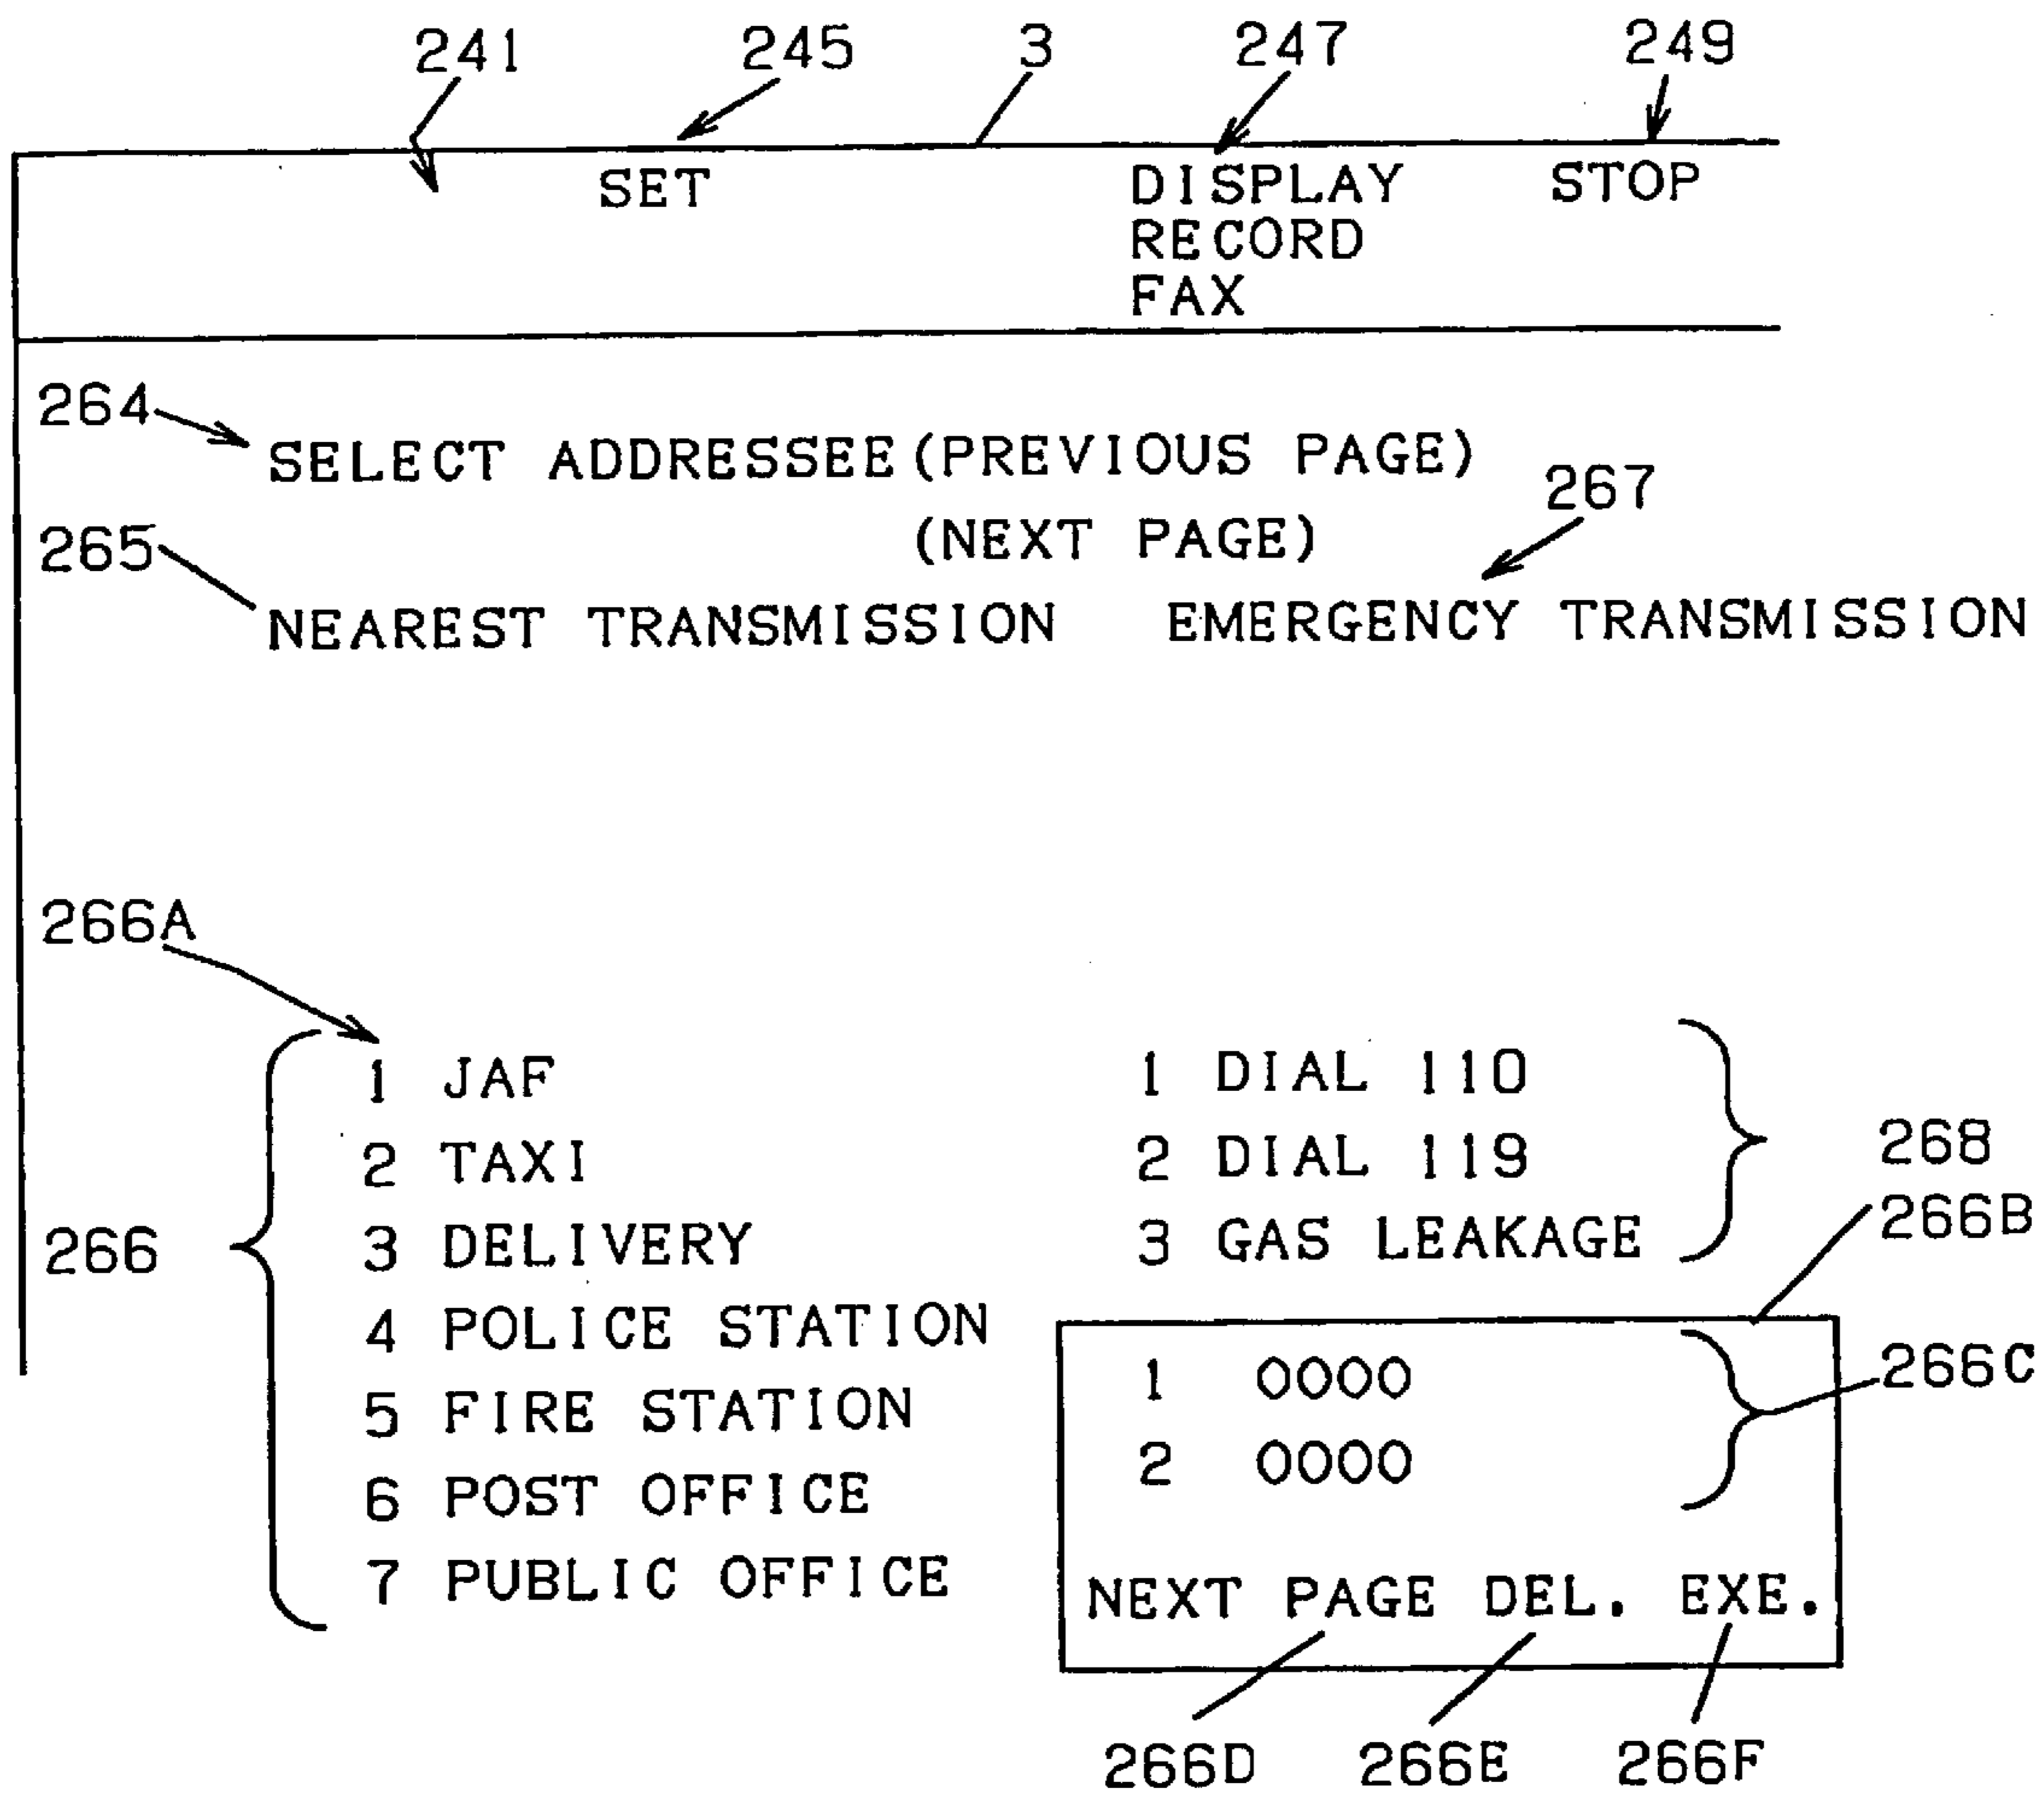 241 245 3 247 249
SET DISPLAY STOP
RECORD
FAX
264
SELECT ADDRESSEE (PREVIOUS PAGE)
267
265 (NEXT PAGE)
NEAREST TRANSMISSION EMERGENCY TRANSMISSION
266A
1 JAF 1 DIAL 110
2 TAXI 2 DIAL 119 268
266 3 DELIVERY 3 GAS LEAKAGE 266B
4 POLICE STATION
1 0000 266C
5 FIRE STATION
2 0000
6 POST OFFICE
7 PUBLIC OFFICE NEXT PAGE DEL. EXE.
266D 266E 266F